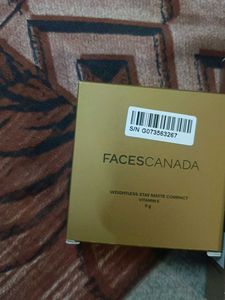 S/N G073563267
FACESCANADA
WEIGHTLESS STAY MATTE COMPACT
VITAMIN E
9 g